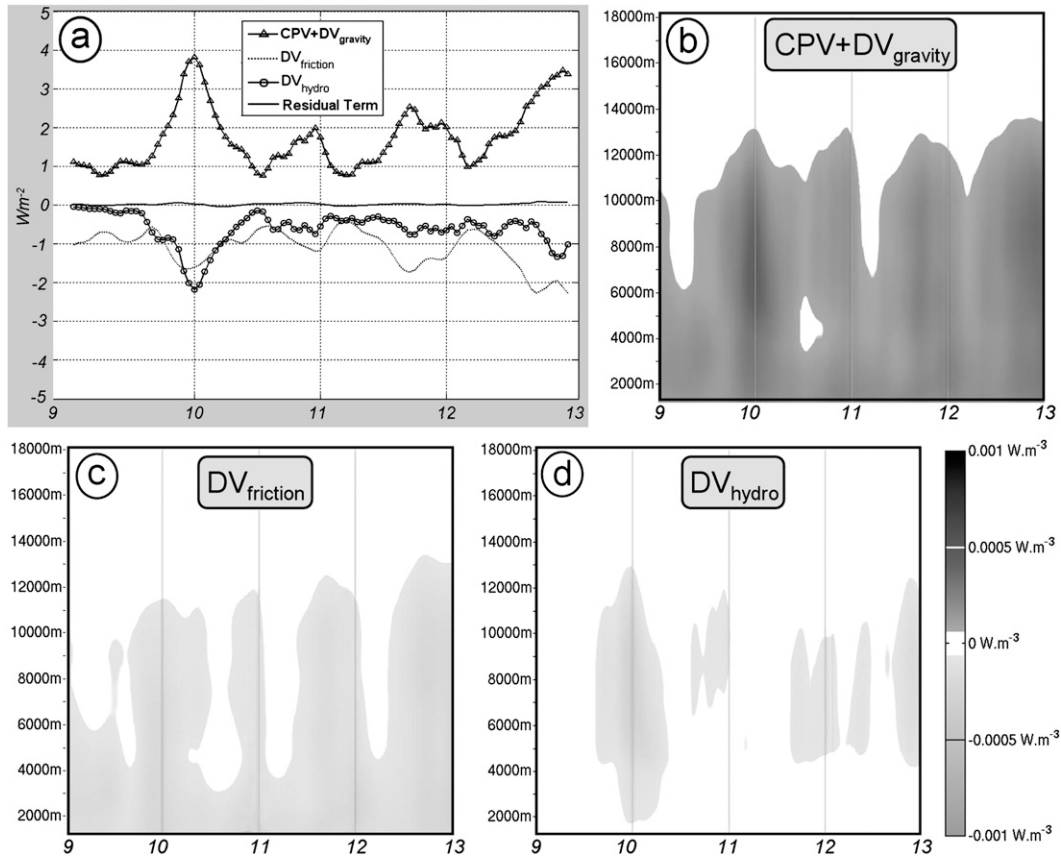 a
5
4
3
2
1
0
-1
-2
-3
-4
-5
Wm-2
CPV+DVgravity
DVfriction
DVhydro
Residual Term
9 10 11 12 13
b
CPV+DVgravity
18000m
16000m
14000m
12000m
10000m
8000m
6000m
4000m
2000m
9 10 11 12 13
c
DVfriction
18000m
16000m
14000m
12000m
10000m
8000m
6000m
4000m
2000m
9 10 11 12 13
d
DVhydro
18000m
16000m
14000m
12000m
10000m
8000m
6000m
4000m
2000m
9 10 11 12 13
0.001 W.m-3
0.0005 W.m-3
0 W.m-3
-0.0005 W.m-3
-0.001 W.m-3